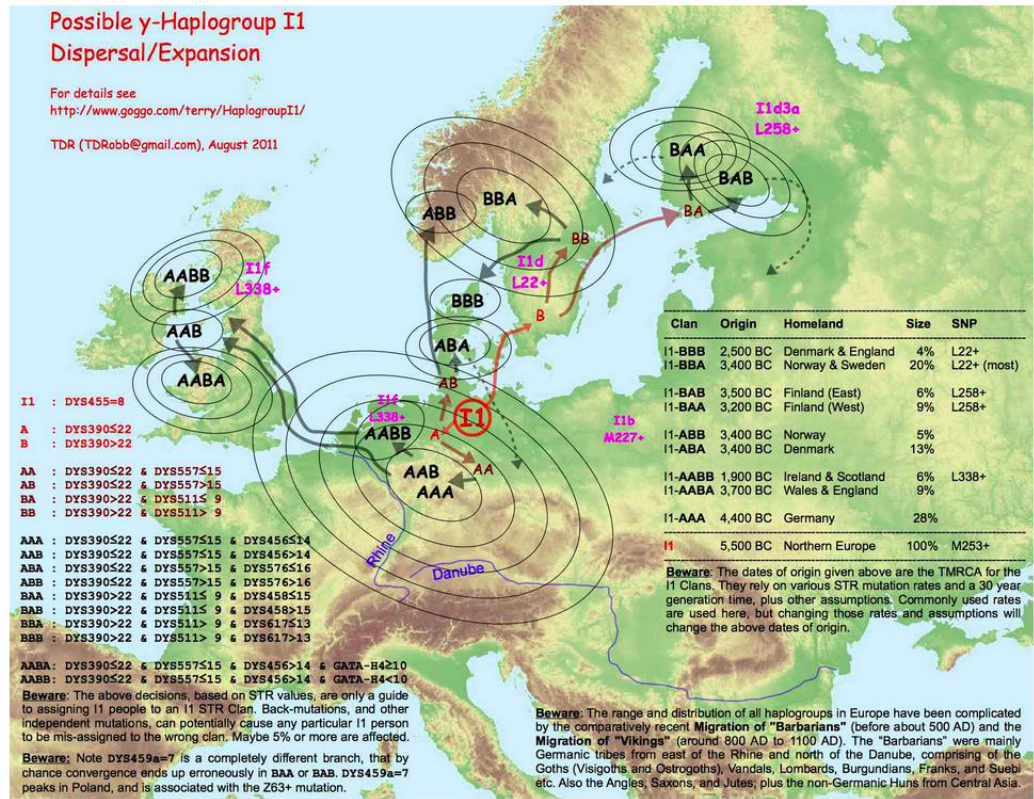 Possible y-Haplogroup I1
Dispersal/Expansion
For details see
http://www.goggo.com/terry/HaplogroupI1/
TDR (TDRobb@gmail.com), August 2011
I1d3a
L258+
BAA
BAB
BA
BBA
ABB
BB
I1d
L22+
B
BBB
ABA
AB
I1
A
AA
I1f
L338+
AABB
AAB
AABA
I1f
L338+
AABB
AAB
AAA
I1b
M227+
Rhine
Danube
I1 : DYS455=8
A : DYS390≤22
B : DYS390>22
AA : DYS390≤22 & DYS557≤15
AB : DYS390≤22 & DYS557>15
BA : DYS390>22 & DYS511≤ 9
BB : DYS390>22 & DYS511> 9
AAA : DYS390≤22 & DYS557≤15 & DYS456≤14
AAB : DYS390≤22 & DYS557≤15 & DYS456>14
ABA : DYS390≤22 & DYS557>15 & DYS576≤16
ABB : DYS390≤22 & DYS557>15 & DYS576>16
BAA : DYS390>22 & DYS511≤ 9 & DYS458≤15
BAB : DYS390>22 & DYS511≤ 9 & DYS458>15
BBA : DYS390>22 & DYS511> 9 & DYS617≤13
BBB : DYS390>22 & DYS511> 9 & DYS617>13
AABA: DYS390≤22 & DYS557≤15 & DYS456>14 & GATA-H4≥10
AABB: DYS390≤22 & DYS557≤15 & DYS456>14 & GATA-H4<10
Beware: The above decisions, based on STR values, are only a guide
to assigning I1 people to an I1 STR Clan. Back-mutations, and other
independent mutations, can potentially cause any particular I1 person
to be mis-assigned to the wrong clan. Maybe 5% or more are affected.
Beware: Note DYS459a=7 is a completely different branch, that by
chance convergence ends up erroneously in BAA or BAB. DYS459a=7
peaks in Poland, and is associated with the Z63+ mutation.
Clan Origin Homeland Size SNP
I1-BBB 2,500 BC Denmark & England 4% L22+
I1-BBA 3,400 BC Norway & Sweden 20% L22+ (most)
I1-BAB 3,500 BC Finland (East) 6% L258+
I1-BAA 3,200 BC Finland (West) 9% L258+
I1-ABB 3,400 BC Norway 5%
I1-ABA 3,400 BC Denmark 13%
I1-AABB 1,900 BC Ireland & Scotland 6% L338+
I1-AABA 3,700 BC Wales & England 9%
I1-AAA 4,400 BC Germany 28%
I1 5,500 BC Northern Europe 100% M253+
Beware: The dates of origin given above are the TMRCA for the
I1 Clans. They rely on various STR mutation rates and a 30 year
generation time, plus other assumptions. Commonly used rates
are used here, but changing those rates and assumptions will
change the above dates of origin.
Beware: The range and distribution of all haplogroups in Europe have been complicated
by the comparatively recent Migration of "Barbarians" (before about 500 AD) and the
Migration of "Vikings" (around 800 AD to 1100 AD). The "Barbarians" were mainly
Germanic tribes from east of the Rhine and north of the Danube, comprising of the
Goths (Visigoths and Ostrogoths), Vandals, Lombards, Burgundians, Franks, and Suebi
etc. Also the Angles, Saxons, and Jutes; plus the non-Germanic Huns from Central Asia.